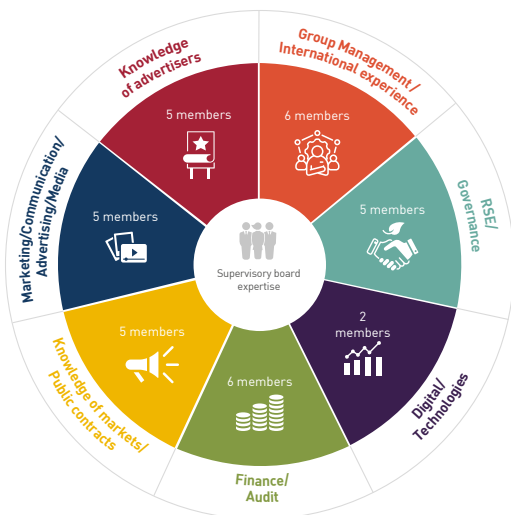 Knowledge
of advertisers
5 members
Group Management/
International experience
6 members
RSE/
Governance
5 members
Digital/
Technologies
2
members
Finance/
Audit
6 members
Knowledge of markets/
Public contracts
5 members
Marketing/Communication/
Advertising/Media
5 members
Supervisory board
expertise